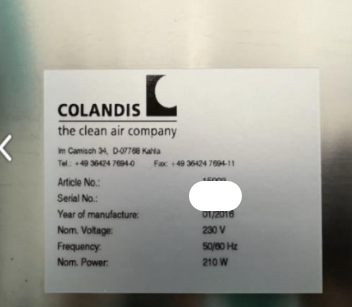 COLANDIS
the clean air company
Im Camisch 34, D-07768 Kahla
Tel.: +49 36424 7694-0 Fax: +49 36424 7694-11
Article No.:
Serial No.:
Year of manufacture: 01/2016
Nom. Voltage: 230 V
Frequency: 50/60 Hz
Nom. Power: 210 W